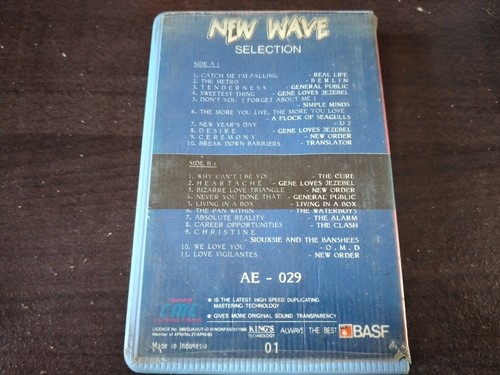 NEW WAVE
SELECTION
SIDE A :
1. CATCH ME I'M FALLING - REAL LIFE
2. THE METRO - BERLIN
3. TENDERNESS - GENERAL PUBLIC
4. SWEETEST THING - GENE LOVES JEZEBEL
5. DON'T YOU ( FORGET ABOUT ME )
- SIMPLE MINDS
6. THE MORE YOU LIVE, THE MORE YOU LOVE
- A FLOCK OF SEAGULLS
7. NEW YEAR'S DAY - U2
8. DESIRE - GENE LOVES JEZEBEL
9. CEREMONY - NEW ORDER
10. BREAK DOWN BARRIERS - TRANSLATOR
SIDE B :
1. WHY CAN'T I BE YOU - THE CURE
2. HEARTACHE - GENE LOVES JEZEBEL
3. BIZARRE LOVE TRIANGLE - NEW ORDER
4. NEVER YOU DONE THAT - GENERAL PUBLIC
5. LIVING IN A BOX - LIVING IN A BOX
6. THE PAN WITHIN - THE WATERBOYS
7. ABSOLUTE REALITY - THE ALARM
8. CAREER OPPORTUNITIES - THE CLASH
9. CHRISTINE
- SIOUXSIE AND THE BANSHEES
10. WE LOVE YOU - O.M.D
11. LOVE VIGILANTES - NEW ORDER
AE - 029
* IS THE LATEST HIGH SPEED DUPLICATING
MASTERING TECHNOLOGY
* GIVES MORE ORIGINAL SOUND TRANSPARENCY
KING'S
TECHNOLOGY
ALWAYS THE BEST
BASF
Made in Indonesia
01